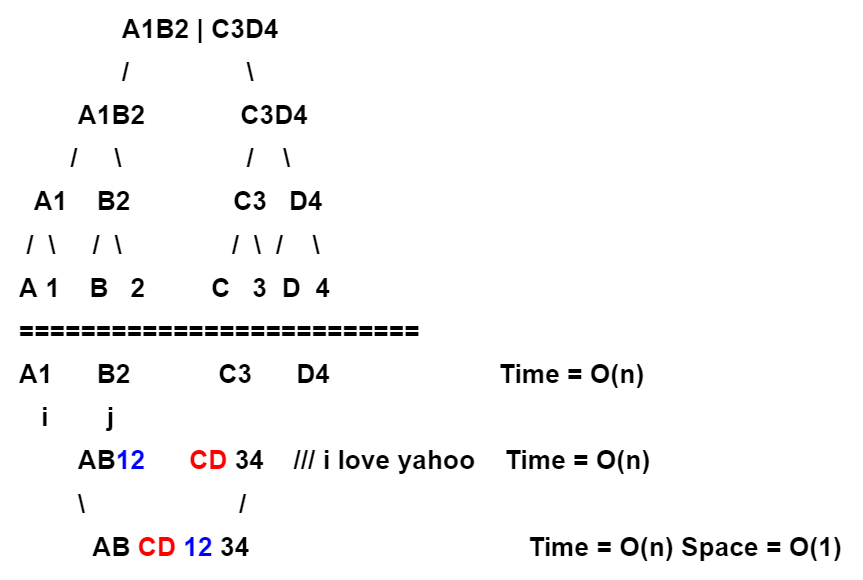 A1B2 | C3D4
/ \
A1B2 C3D4
/ \ / \
A1 B2 C3 D4
/ \ / \ / \ / \
A 1 B 2 C 3 D 4
==========================
A1 B2 C3 D4 Time = O(n)
i j
AB12 CD 34 /// i love yahoo Time = O(n)
\ /
AB CD 12 34 Time = O(n) Space = O(1)